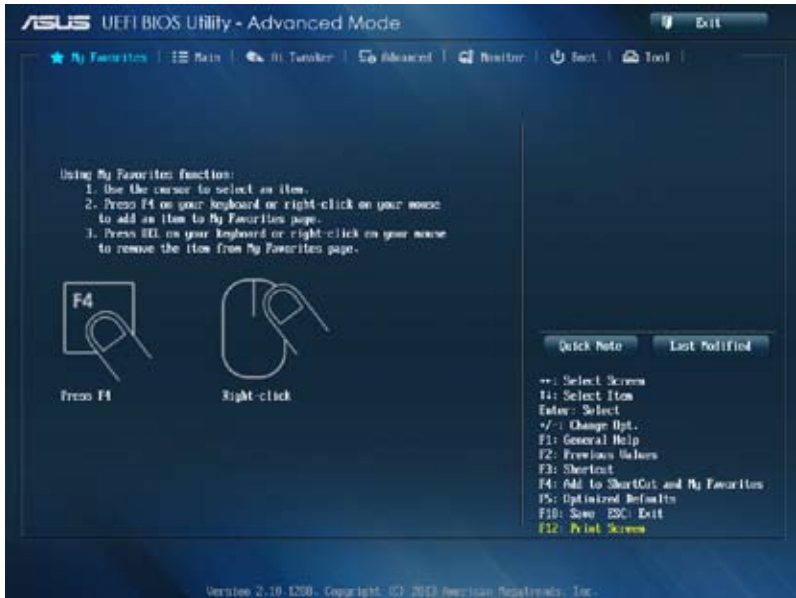 ASUS UEFI BIOS Utility - Advanced Mode
Exit
My Favorites Main Ai Tweaker Advanced Monitor Boot Tool
Using My Favorites function:
1. Use the cursor to select an item.
2. Press F4 on your keyboard or right-click on your mouse
to add an item to My Favorites page.
3. Press DEL on your keyboard or right-click on your mouse
to remove the item from My Favorites page.
F4
Press F4 Right-click
Quick Note Last Modified
→←: Select Screen
↑↓: Select Item
Enter: Select
+/-: Change Opt.
F1: General Help
F2: Previous Values
F3: Shortcut
F4: Add to ShortCut and My Favorites
F5: Optimized Defaults
F10: Save ESC: Exit
F12: Print Screen
Version 2.10.1208. Copyright (C) 2013 American Megatrends, Inc.